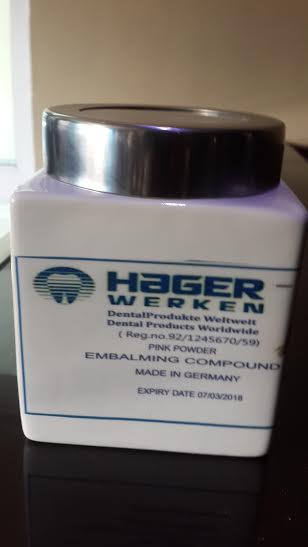 HAGER
WERKEN
DentalProdukte Weltweit
Dental Products Worldwide
( Reg.no.92/1245670/59)
PINK POWDER
EMBALMING COMPOUND
MADE IN GERMANY
EXPIRY DATE 07/03/2018